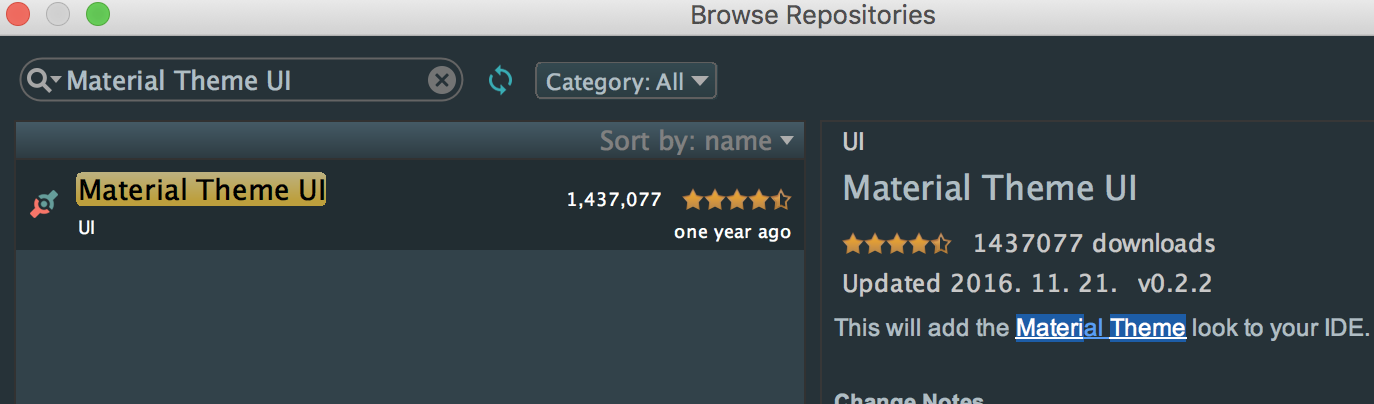 Browse Repositories
Material Theme UI
Category: All
Sort by: name
Material Theme UI
1,437,077
UI
one year ago
UI
Material Theme UI
1437077 downloads
Updated 2016. 11. 21. v0.2.2
This will add the Material Theme look to your IDE.
Change Notes